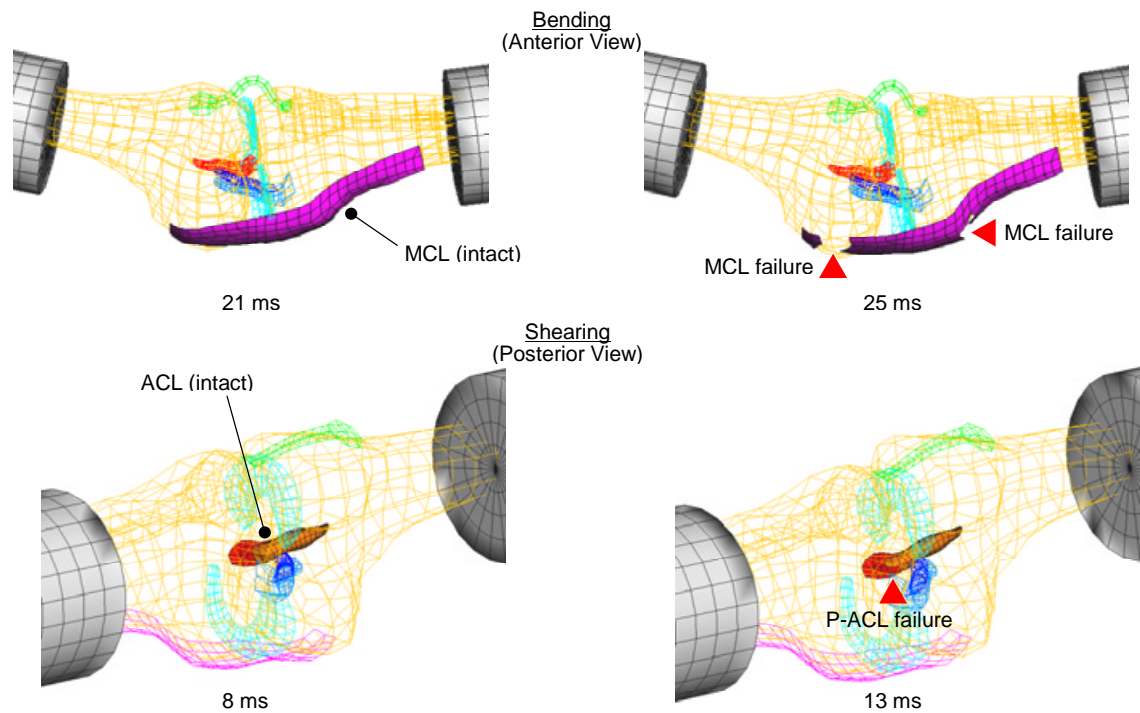 Bending
(Anterior View)
MCL (intact)
MCL failure
MCL failure
21 ms
25 ms
Shearing
(Posterior View)
ACL (intact)
P-ACL failure
8 ms
13 ms